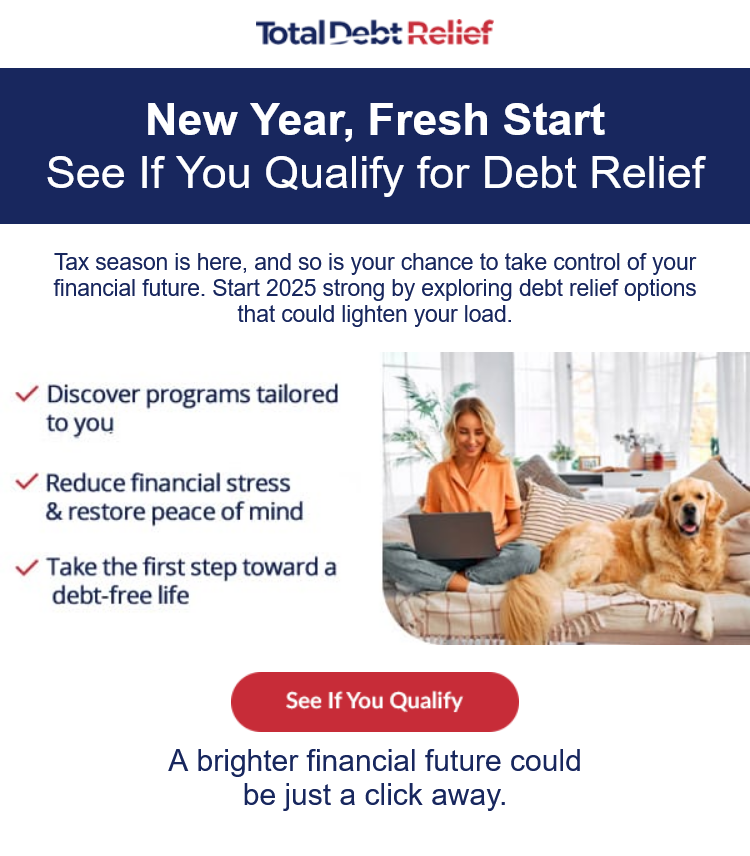 Total Debt Relief
New Year, Fresh Start
See If You Qualify for Debt Relief
Tax season is here, and so is your chance to take control of your
financial future. Start 2025 strong by exploring debt relief options
that could lighten your load.
Discover programs tailored
to you
Reduce financial stress
& restore peace of mind
Take the first step toward a
debt-free life
See If You Qualify
A brighter financial future could
be just a click away.